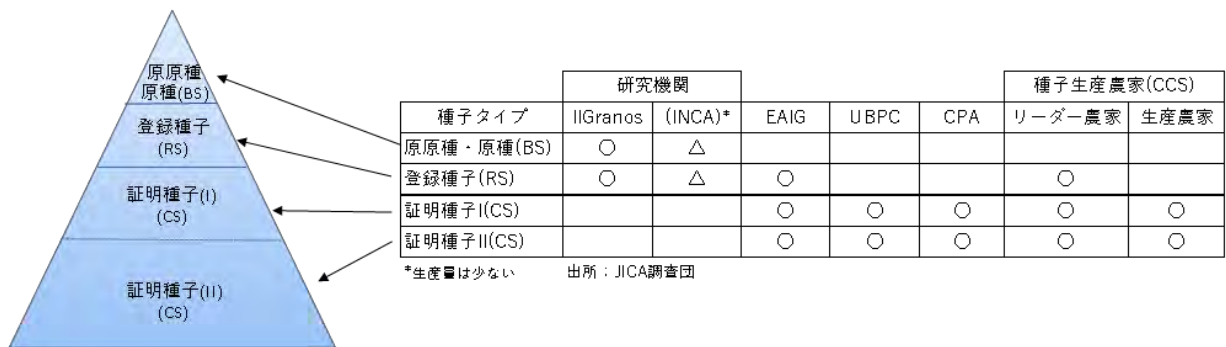 原原種
原種(BS)
登録種子
(RS)
証明種子(I)
(CS)
証明種子(II)
(CS)
研究機関 種子生産農家(CCS)
種子タイプ IIGranos (INCA)* EAIG UBPC CPA リーダー農家 生産農家
原原種・原種(BS) ○ △
登録種子(RS) ○ △ ○ ○
証明種子I(CS) ○ ○ ○ ○ ○
証明種子II(CS) ○ ○ ○ ○ ○
*生産量は少ない 出所：JICA調査団